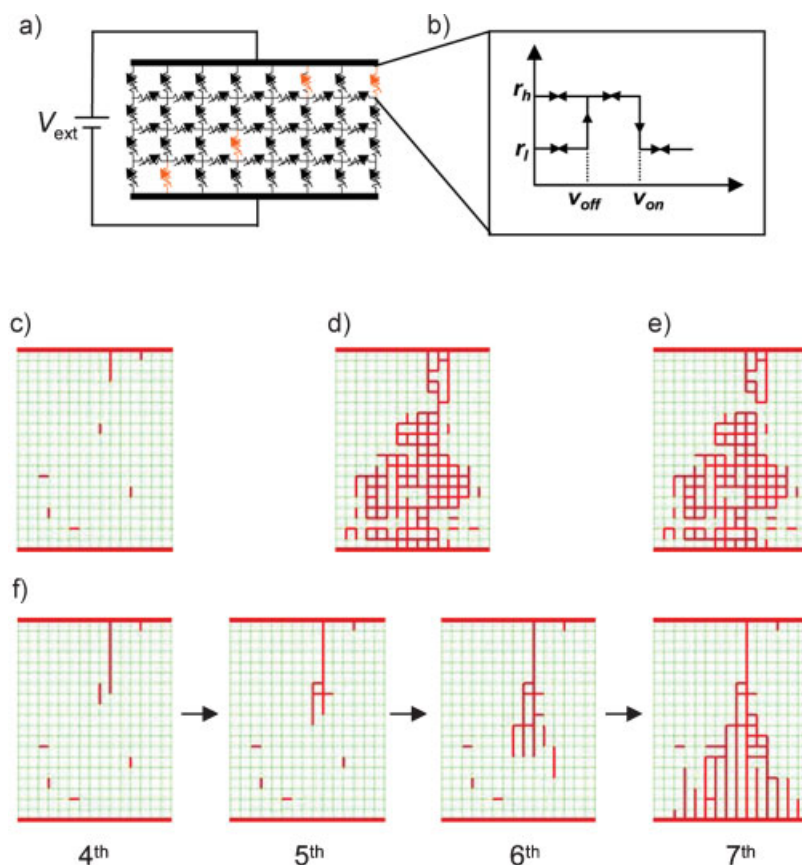 a)
V_ext
b)
r_h
r_l
v_off v_on
c) d) e)
f)
4th 5th 6th 7th